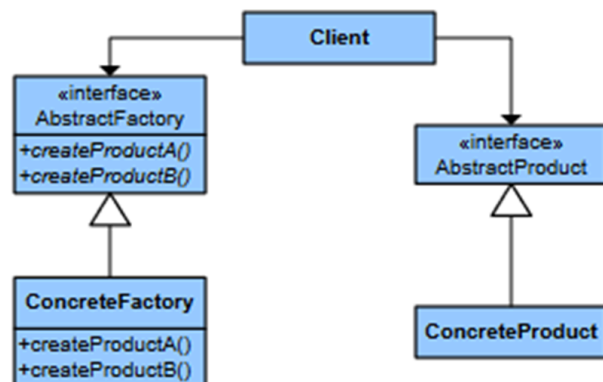 Client
«interface»
AbstractFactory
+createProductA()
+createProductB()
«interface»
AbstractProduct
ConcreteFactory
+createProductA()
+createProductB()
ConcreteProduct